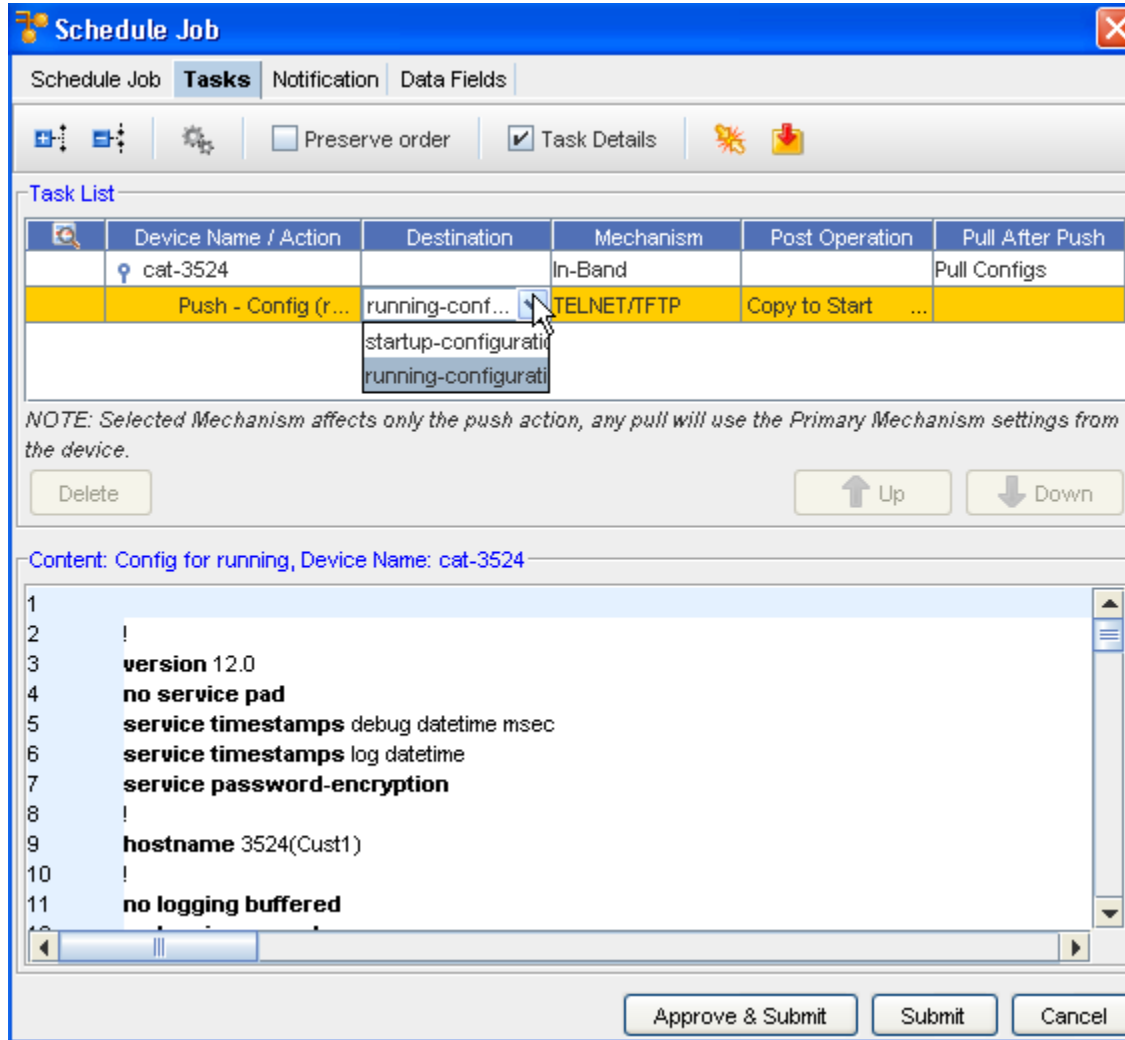 Schedule Job
Schedule Job Tasks Notification Data Fields
Preserve order Task Details
Task List
Device Name / Action Destination Mechanism Post Operation Pull After Push
cat-3524 In-Band Pull Configs
Push - Config (r... running-conf... TELNET/TFTP Copy to Start ...
startup-configuratio
running-configurati
NOTE: Selected Mechanism affects only the push action, any pull will use the Primary Mechanism settings from
the device.
Delete Up Down
Content: Config for running, Device Name: cat-3524
1
2 !
3 version 12.0
4 no service pad
5 service timestamps debug datetime msec
6 service timestamps log datetime
7 service password-encryption
8 !
9 hostname 3524(Cust1)
10 !
11 no logging buffered
Approve & Submit Submit Cancel